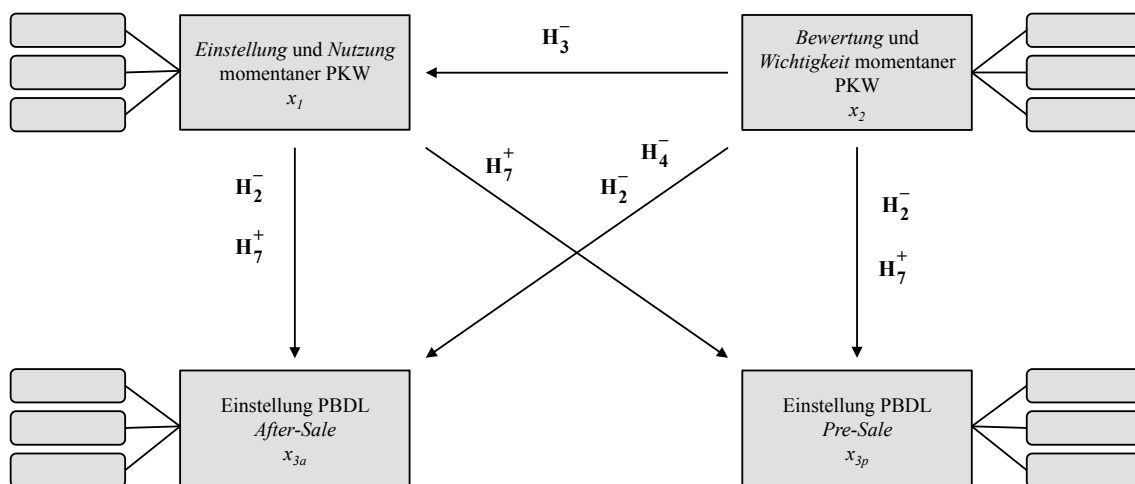 Einstellung und Nutzung
momentaner PKW
x₁
H₃⁻
Bewertung und
Wichtigkeit momentaner
PKW
x₂
H₂⁻
H₇⁺
H₇⁺
H₂⁻
H₄⁻
H₂⁻
H₇⁺
Einstellung PBDL
After-Sale
x₃ₐ
Einstellung PBDL
Pre-Sale
x₃ₚ